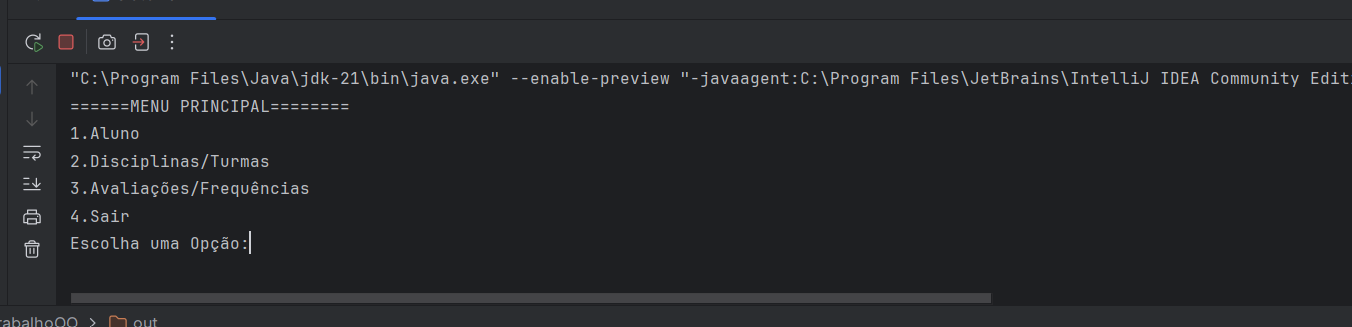 "C:\Program Files\Java\jdk-21\bin\java.exe" --enable-preview "-javaagent:C:\Program Files\JetBrains\IntelliJ IDEA Community Editi
======MENU PRINCIPAL========
1.Aluno
2.Disciplinas/Turmas
3.Avaliações/Frequências
4.Sair
Escolha uma Opção:
rabalhoOO > out